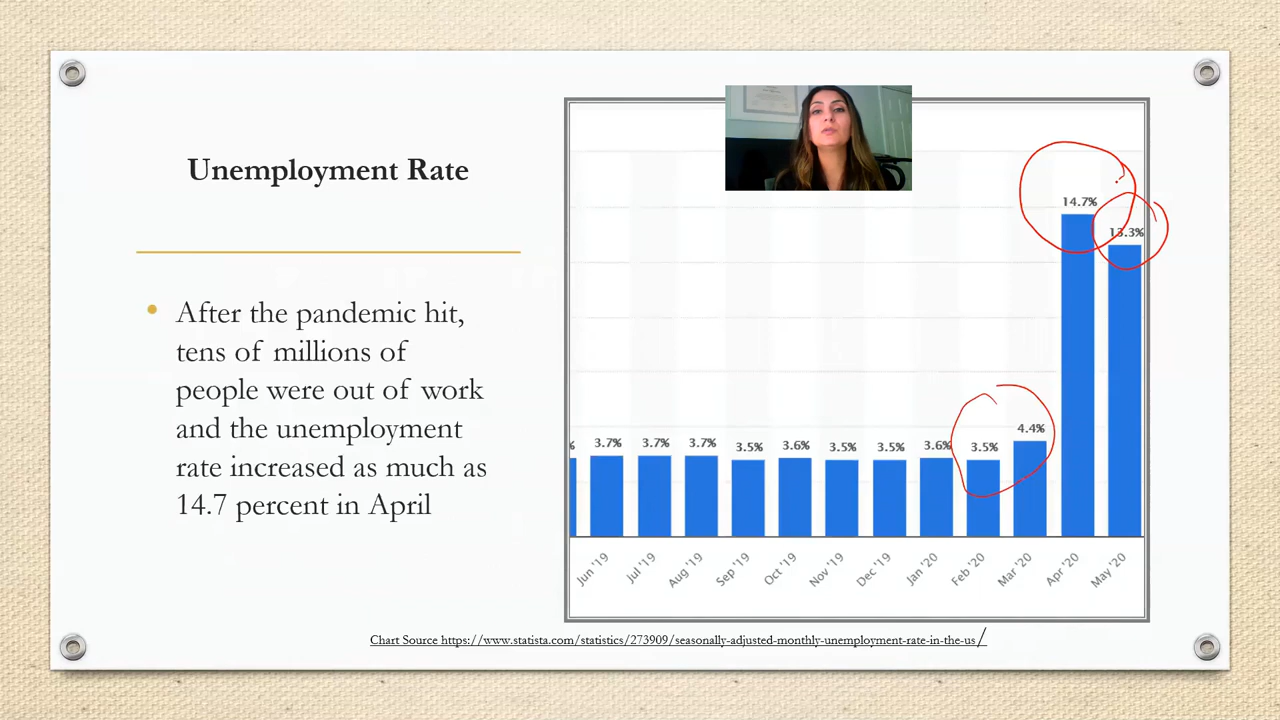 Unemployment Rate
After the pandemic hit,
tens of millions of
people were out of work
and the unemployment
rate increased as much as
14.7 percent in April
14.7%
13.3%
4.4%
% 3.7% 3.7% 3.7% 3.5% 3.6% 3.5% 3.5% 3.6% 3.5%
Jun '19 Jul '19 Aug '19 Sep '19 Oct '19 Nov '19 Dec '19 Jan '20 Feb '20 Mar '20 Apr '20 May '20
Chart Source https://www.statista.com/statistics/273909/seasonally-adjusted-monthly-unemployment-rate-in-the-us/